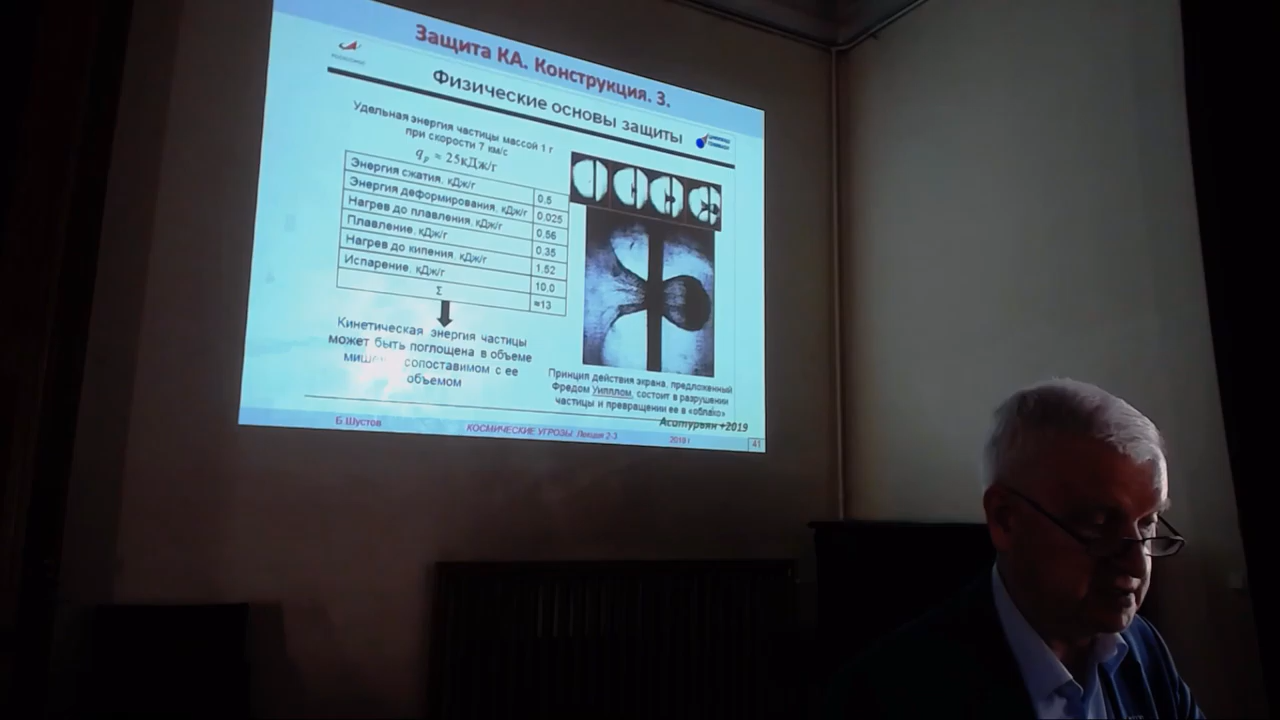 Защита КА. Конструкция. 3.
Физические основы защиты
Удельная энергия частицы массой 1 г
при скорости 7 км/с
qₚ ≈ 25кДж/г
Энергия сжатия, кДж/г 0,5
Энергия деформирования, кДж/г 0,025
Нагрев до плавления, кДж/г 0,56
Плавление, кДж/г 0,35
Нагрев до кипения, кДж/г 1,52
Испарение, кДж/г 10,0
Σ ≈13
Кинетическая энергия частицы
может быть поглощена в объеме
сопоставимом с ее
объемом
Принцип действия экрана, предложенный
Фредом Уипплом, состоит в разрушении
частицы и превращении ее в «облако»
Асатурьян +2019
Б.Шустов
КОСМИЧЕСКИЕ УГРОЗЫ Лекция 2-3
2019 г
41